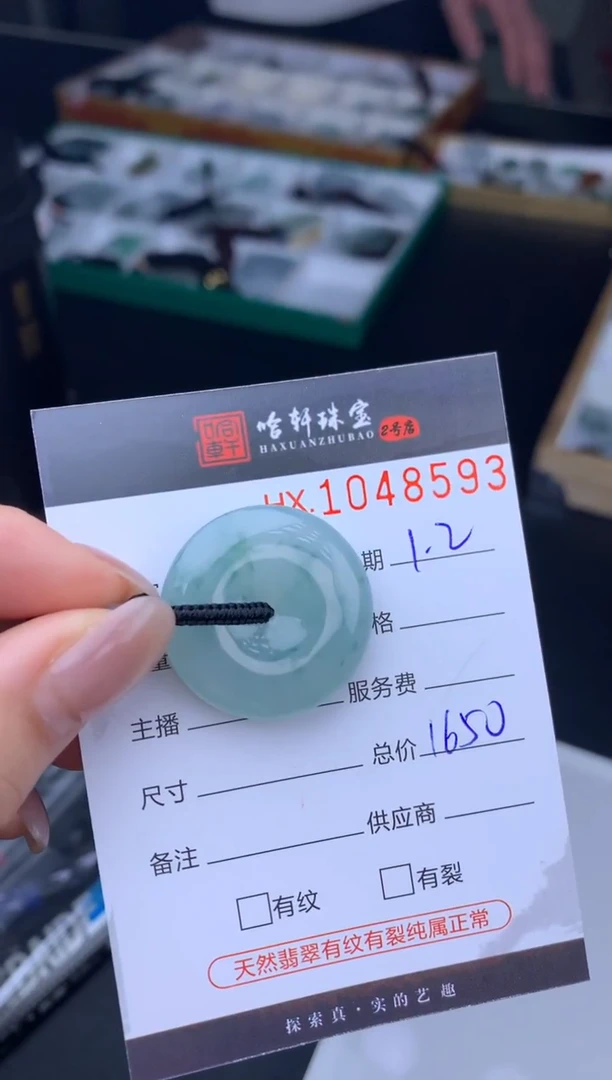 哈軒
哈轩珠宝
HAXUANZHUBAO
2号店
HX.1048593
期 1.2
格
主播
服务费
尺寸
总价 1650
备注
供应商
有纹
有裂
天然翡翠有纹有裂纯属正常
探索真·实的艺趣